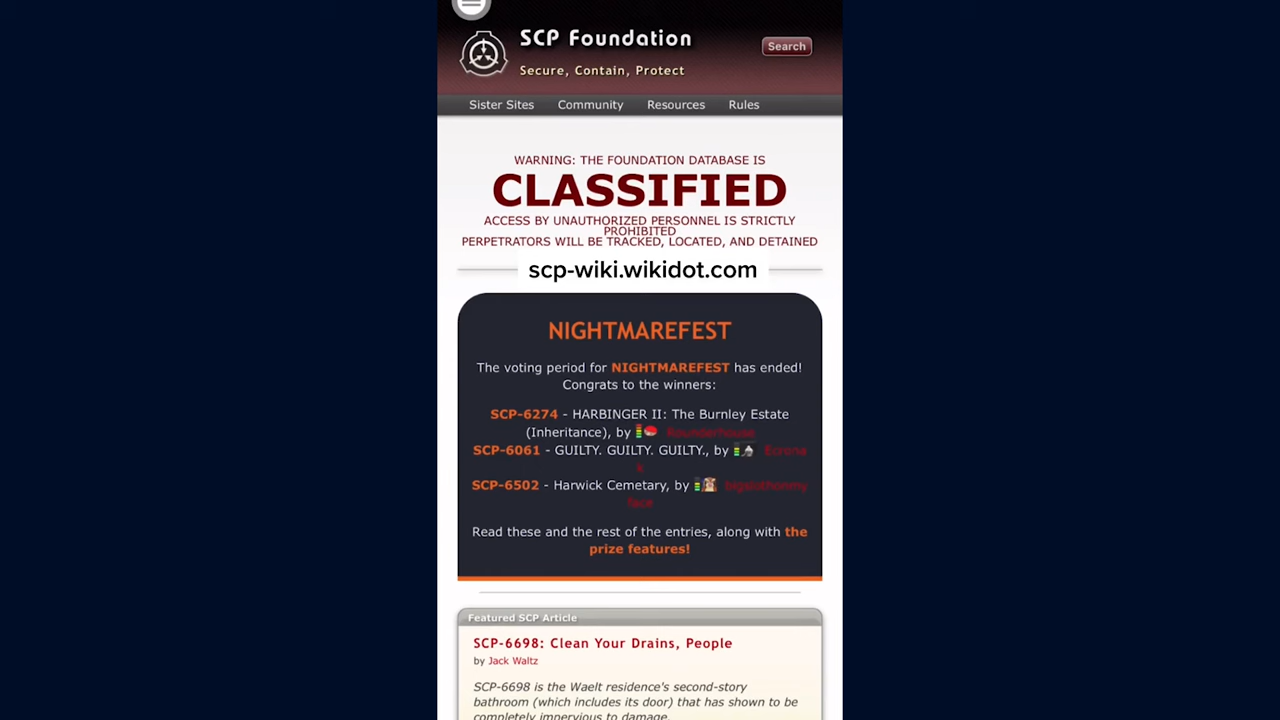 SCP Foundation
Search
Secure, Contain, Protect
Sister Sites Community Resources Rules
WARNING: THE FOUNDATION DATABASE IS
CLASSIFIED
ACCESS BY UNAUTHORIZED PERSONNEL IS STRICTLY
PROHIBITED
PERPETRATORS WILL BE TRACKED, LOCATED, AND DETAINED
scp-wiki.wikidot.com
NIGHTMAREFEST
The voting period for NIGHTMAREFEST has ended!
Congrats to the winners:
SCP-6274 - HARBINGER II: The Burnley Estate
(Inheritance), by
SCP-6061 - GUILTY. GUILTY. GUILTY., by
SCP-6502 - Harwick Cemetary, by
Read these and the rest of the entries, along with the
prize features!
Featured SCP Article
SCP-6698: Clean Your Drains, People
by Jack Waltz
SCP-6698 is the Waelt residence's second-story
bathroom (which includes its door) that has shown to be
completely impervious to damage.